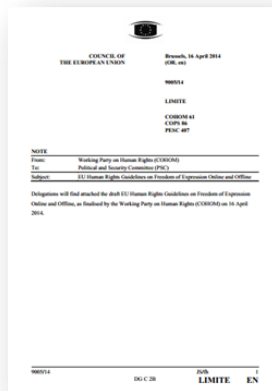 COUNCIL OF
THE EUROPEAN UNION
Brussels, 16 April 2014
(OR. en)
9005/14
LIMITE
COHOM 61
COPS 86
PESC 407
NOTE
From: Working Party on Human Rights (COHOM)
To: Political and Security Committee (PSC)
Subject: EU Human Rights Guidelines on Freedom of Expression Online and Offline
Delegations will find attached the draft EU Human Rights Guidelines on Freedom of Expression
Online and Offline, as finalised by the Working Party on Human Rights (COHOM) on 16 April
2014.
9005/14 1
DG C 2B LIMITE EN